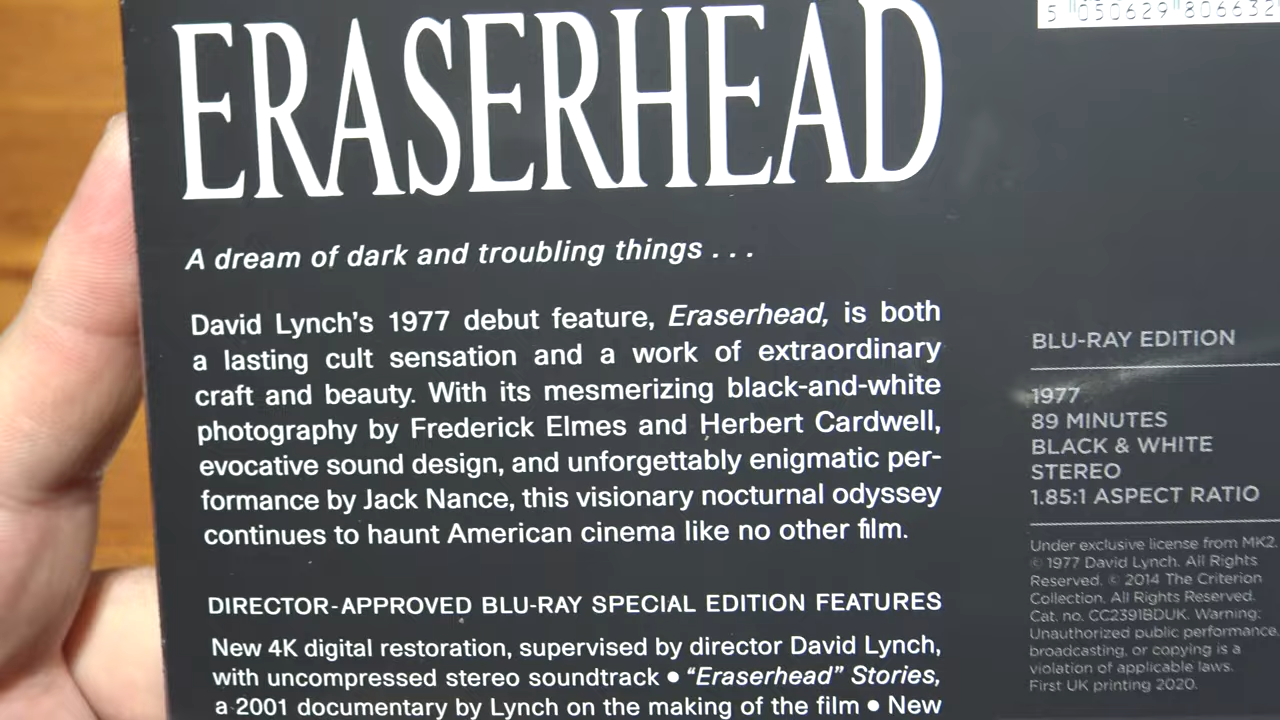 ERASERHEAD
A dream of dark and troubling things . . .
David Lynch's 1977 debut feature, Eraserhead, is both
a lasting cult sensation and a work of extraordinary
craft and beauty. With its mesmerizing black-and-white
photography by Frederick Elmes and Herbert Cardwell,
evocative sound design, and unforgettably enigmatic per-
formance by Jack Nance, this visionary nocturnal odyssey
continues to haunt American cinema like no other film.
DIRECTOR-APPROVED BLU-RAY SPECIAL EDITION FEATURES
New 4K digital restoration, supervised by director David Lynch,
with uncompressed stereo soundtrack ● “Eraserhead” Stories,
a 2001 documentary by Lynch on the making of the film ● New
5 050629 806632
BLU-RAY EDITION
1977
89 MINUTES
BLACK & WHITE
STEREO
1.85:1 ASPECT RATIO
Under exclusive license from MK2.
© 1977 David Lynch. All Rights
Reserved. © 2014 The Criterion
Collection. All Rights Reserved.
Cat. no. CC2391BDUK. Warning:
Unauthorized public performance,
broadcasting, or copying is a
violation of applicable laws.
First UK printing 2020.